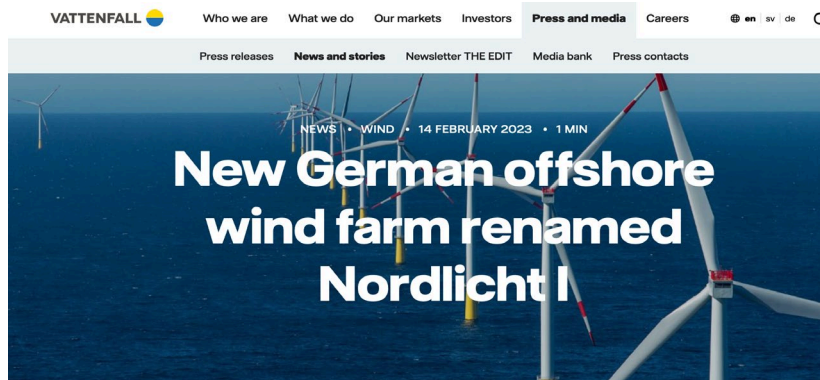 VATTENFALL
Who we are What we do Our markets Investors Press and media Careers en sv de
Press releases News and stories Newsletter THE EDIT Media bank Press contacts
NEWS • WIND • 14 FEBRUARY 2023 • 1 MIN
New German offshore
wind farm renamed
Nordlicht I